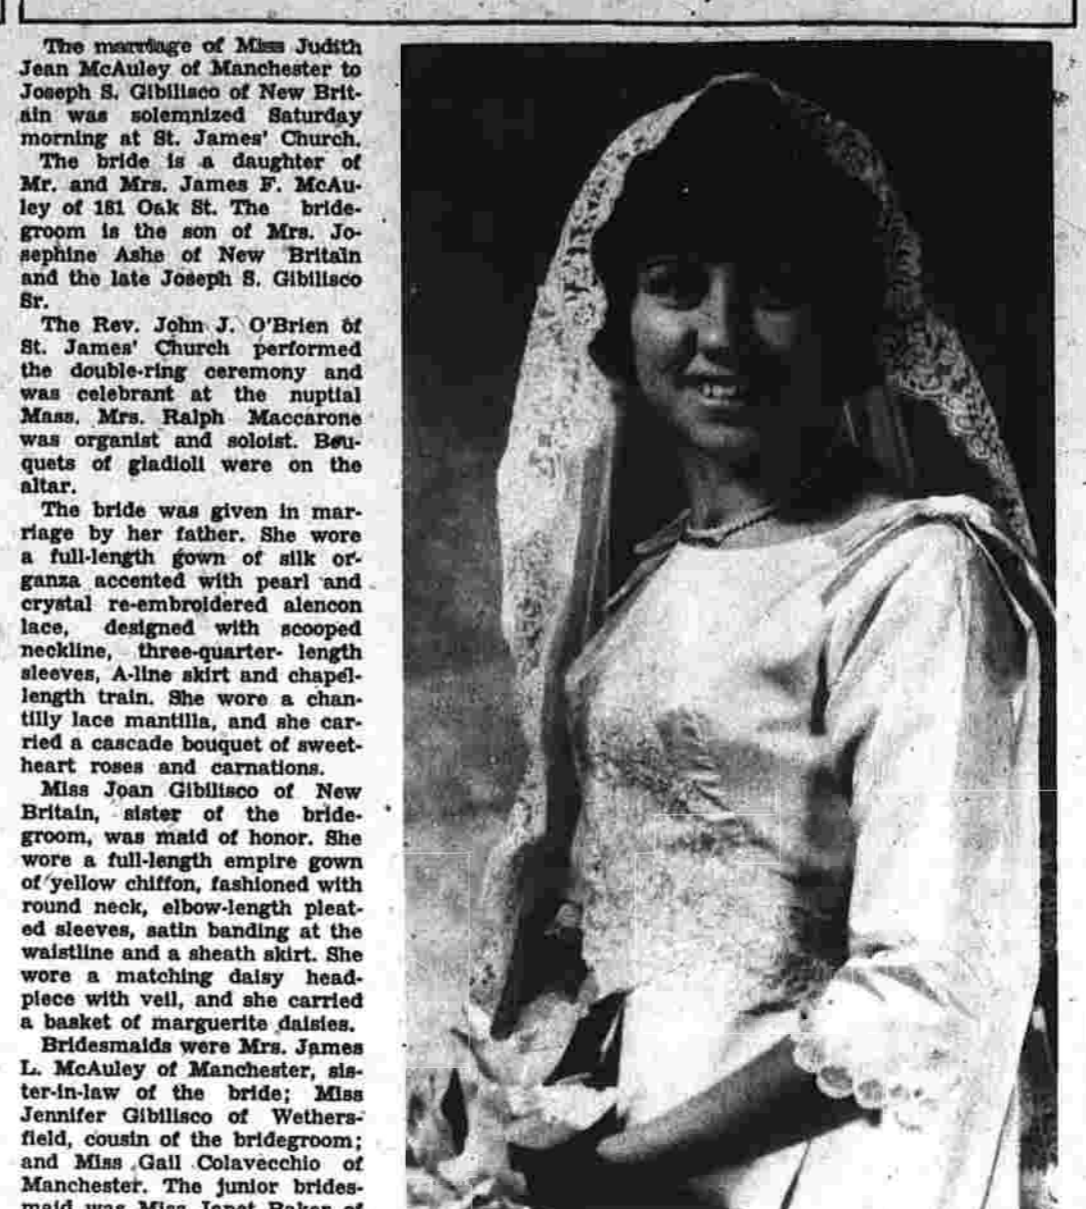 The marriage of Miss Judith
Jean McAuley of Manchester to
Joseph S. Gibilisco of New Brit-
ain was solemnized Saturday
morning at St. James' Church.
The bride is a daughter of
Mr. and Mrs. James F. McAu-
ley of 181 Oak St. The bride-
groom is the son of Mrs. Jo-
sephine Ashe of New Britain
and the late Joseph S. Gibilisco
Sr.
The Rev. John J. O'Brien of
St. James' Church performed
the double-ring ceremony and
was celebrant at the nuptial
Mass. Mrs. Ralph Maccarone
was organist and soloist. Bou-
quets of gladioli were on the
altar.
The bride was given in mar-
riage by her father. She wore
a full-length gown of silk or-
ganza accented with pearl and
crystal re-embroidered alencon
lace, designed with scooped
neckline, three-quarter- length
sleeves, A-line skirt and chapel-
length train. She wore a chan-
tilly lace mantilla, and she car-
ried a cascade bouquet of sweet-
heart roses and carnations.
Miss Joan Gibilisco of New
Britain, sister of the bride-
groom, was maid of honor. She
wore a full-length empire gown
of yellow chiffon, fashioned with
round neck, elbow-length pleat-
ed sleeves, satin banding at the
waistline and a sheath skirt. She
wore a matching daisy head-
piece with veil, and she carried
a basket of marguerite daisies.
Bridesmaids were Mrs. James
L. McAuley of Manchester, sis-
ter-in-law of the bride; Miss
Jennifer Gibilisco of Wethers-
field, cousin of the bridegroom;
and Miss Gail Colavecchio of
Manchester. The junior brides-
maid was Miss Janet Baker of